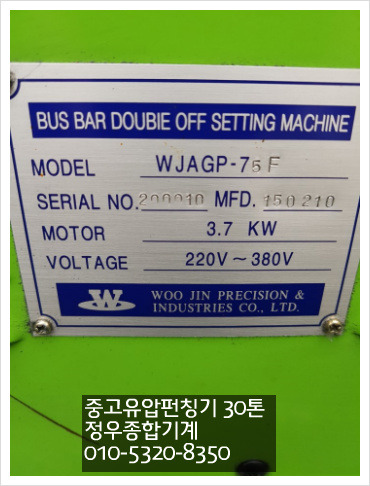 BUS BAR DOUBIE OFF SETTING MACHINE
MODEL WJAGP-75F
SERIAL NO. 200010 MFD. 150210
MOTOR 3.7 KW
VOLTAGE 220V ~ 380V
W WOO JIN PRECISION &
INDUSTRIES CO., LTD.
중고유압펀칭기 30톤
정우종합기계
010-5320-8350